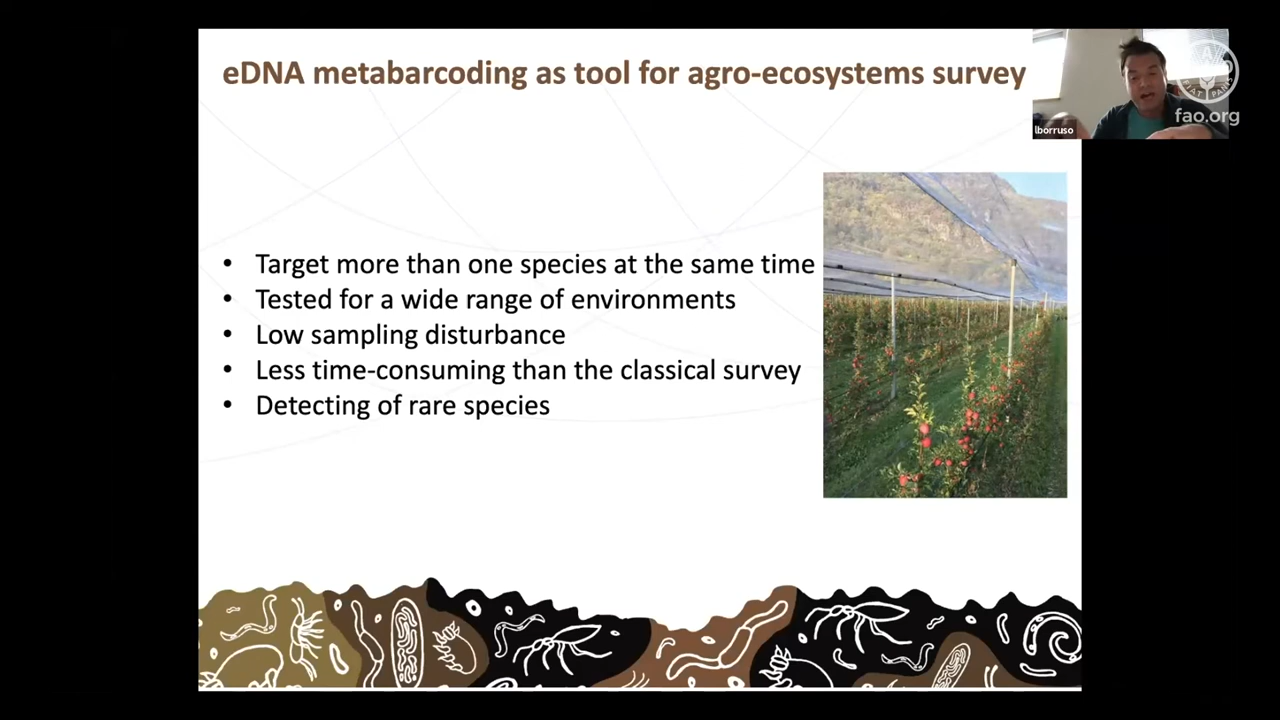 eDNA metabarcoding as tool for agro-ecosystems survey
fao.org
lborruso
• Target more than one species at the same time
• Tested for a wide range of environments
• Low sampling disturbance
• Less time-consuming than the classical survey
• Detecting of rare species